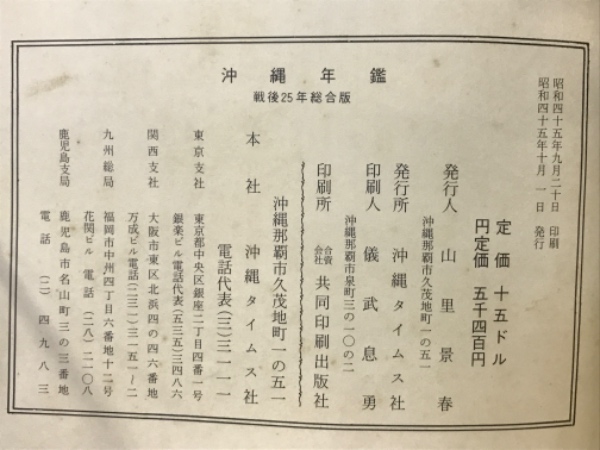 沖縄年鑑
戦後25年総合版
昭和四十五年九月二十日 印刷
昭和四十五年十月 一日 発行
定価 十五ドル
円定価 五千四百円
発行人 山里景春
沖縄那覇市久茂地町一の五一
発行所 沖縄タイムス社
印刷人 儀武息勇
沖縄那覇市泉町三の一〇の二
印刷所 合資会社 共同印刷出版社
沖縄那覇市久茂地町一の五一
本社 沖縄タイムス社
電話代表(三)三一一一
東京支社 東京都中央区銀座二丁目四番一号
銀楽ビル電話代表(五三五)三四八六
関西支社 大阪市東区北浜四の四六番地
万成ビル電話(二三一)三一五一~二
九州総局 福岡市中州四丁目六番地十二号
花関ビル 電話(二八)二一〇八
鹿児島支局 鹿児島市名山町三の三番地
電話 (二)四九八三